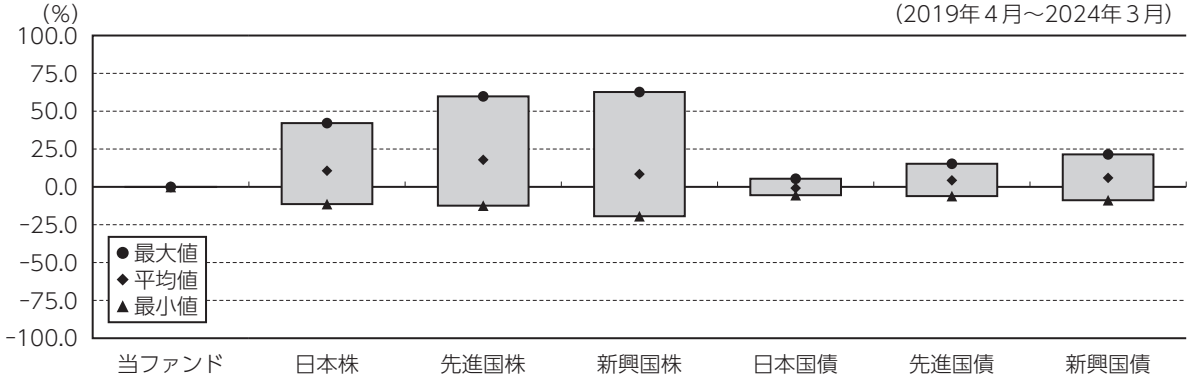 (%)
（2019年４月～2024年３月）
100.0
75.0
50.0
25.0
0.0
-25.0
-50.0
-75.0
-100.0
最大値
平均値
最小値
当ファンド 日本株 先進国株 新興国株 日本国債 先進国債 新興国債